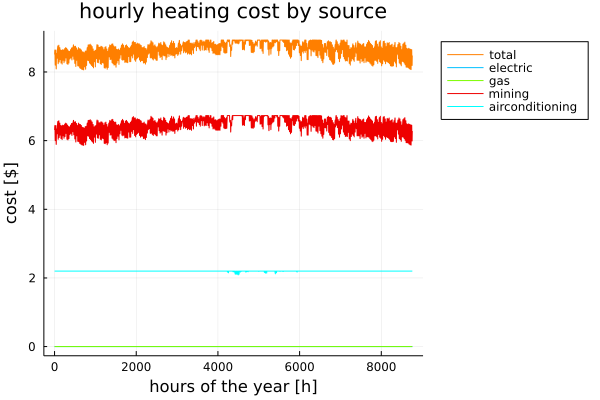 hourly heating cost by source
total
electric
gas
mining
airconditioning
cost [$]
8
6
4
2
0
0 2000 4000 6000 8000
hours of the year [h]